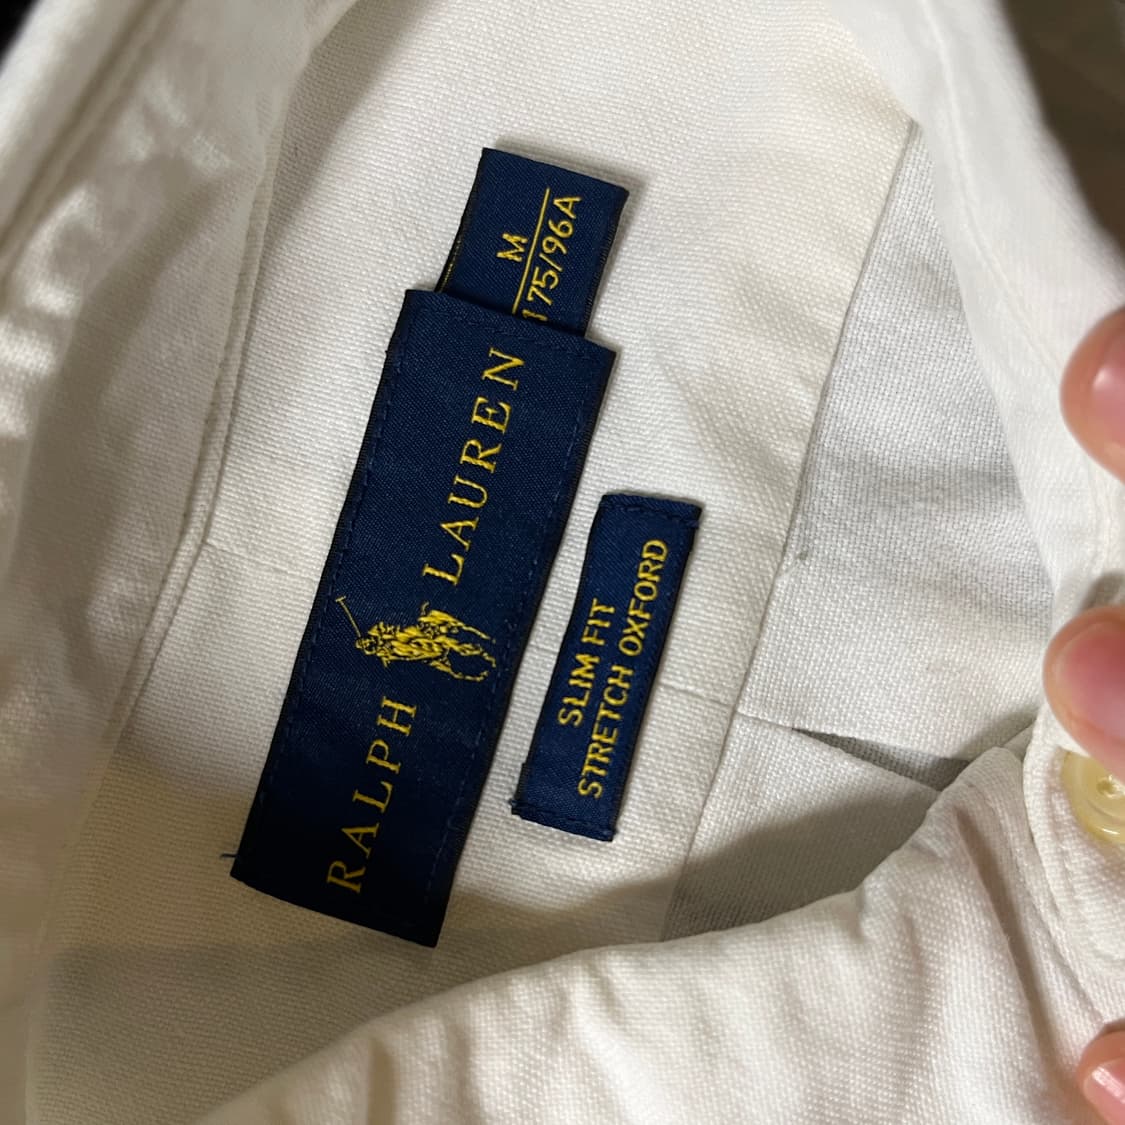 M
175/96A
RALPH LAUREN
SLIM FIT
STRETCH OXFORD